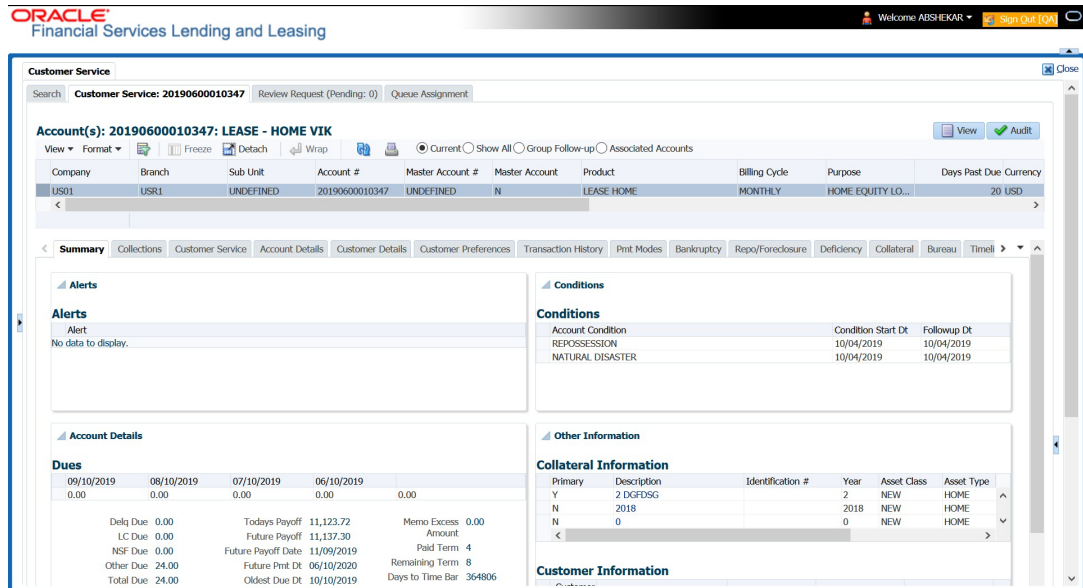 ORACLE®
Financial Services Lending and Leasing
Welcome ABSHEKAR
Sign Out [QA]
Close
Customer Service
Search Customer Service: 20190600010347 Review Request (Pending: 0) Queue Assignment
Account(s): 20190600010347: LEASE - HOME VIK
View Audit
View Format Freeze Detach Wrap Current Show All Group Follow-up Associated Accounts
Company Branch Sub Unit Account # Master Account # Master Account Product Billing Cycle Purpose Days Past Due Currency
US01 USR1 UNDEFINED 20190600010347 UNDEFINED N LEASE HOME MONTHLY HOME EQUITY LO... 20 USD
Summary Collections Customer Service Account Details Customer Details Customer Preferences Transaction History Pmt Modes Bankruptcy Repo/Foreclosure Deficiency Collateral Bureau Timeli
Alerts
Alerts
Alert
No data to display.
Conditions
Conditions
Account Condition Condition Start Dt Followup Dt
REPOSSESSION 10/04/2019 10/04/2019
NATURAL DISASTER 10/04/2019 10/04/2019
Account Details
Dues
09/10/2019 08/10/2019 07/10/2019 06/10/2019
0.00 0.00 0.00 0.00 0.00
Delq Due 0.00 Todays Payoff 11,123.72 Memo Excess 0.00
LC Due 0.00 Future Payoff 11,137.30 Amount
NSF Due 0.00 Future Payoff Date 11/09/2019 Paid Term 4
Other Due 24.00 Future Pmt Dt 06/10/2020 Remaining Term 8
Total Due 24.00 Oldest Due Dt 10/10/2019 Days to Time Bar 364806
Other Information
Collateral Information
Primary Description Identification # Year Asset Class Asset Type
Y 2 DGFDSG 2 NEW HOME
N 2018 2018 NEW HOME
N 0 0 NEW HOME
Customer Information
Customer